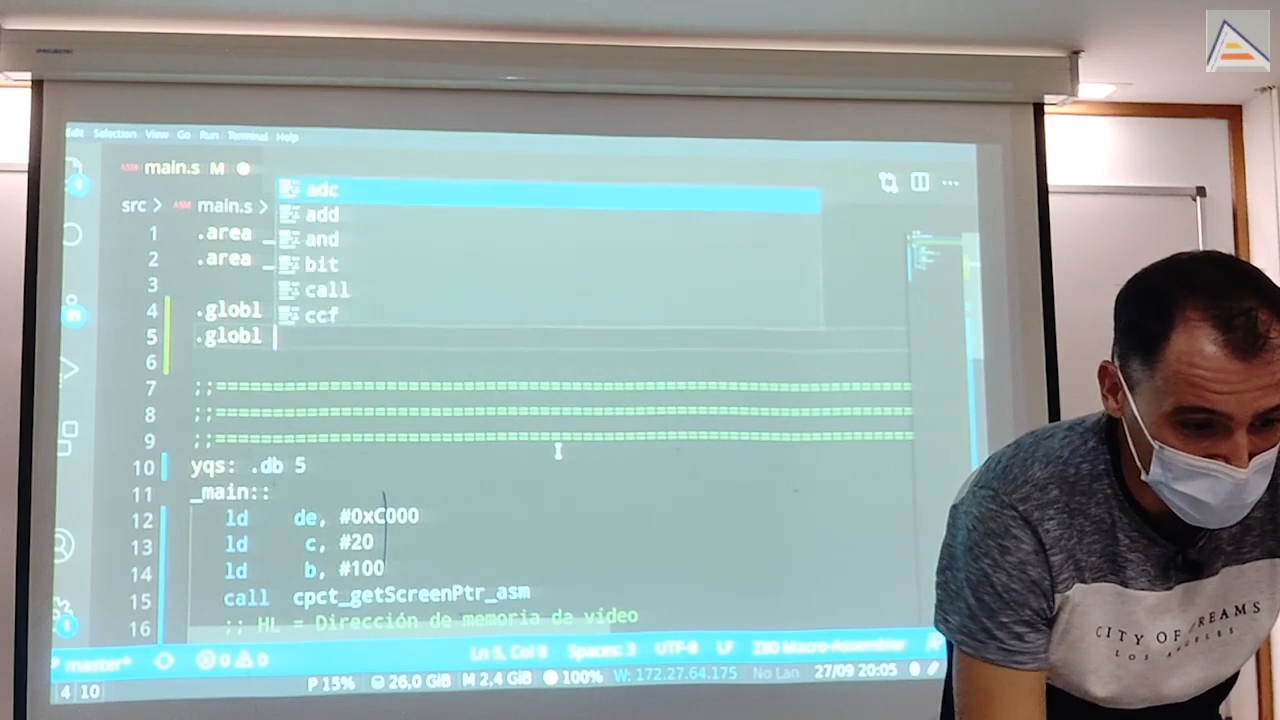 Edit Selection View Go Run Terminal Help
ASM main.s M
src > ASM main.s >
adc
add
and
bit
call
ccf
1 .area _
2 .area _
3
4 .globl
5 .globl
6
7 ;;==================================================
8 ;;==================================================
9 ;;==================================================
10 yqs: .db 5
11 _main::
12 ld de, #0xC000
13 ld c, #20
14 ld b, #100
15 call cpct_getScreenPtr_asm
16 ;; HL = Dirección de memoria de vídeo
master* 0 0 Ln 5, Col 8 Spaces: 3 UTF-8 LF Z80 Macro-Assembler
4 10 P 15% 26,0 GiB M 2,4 GiB 100% W: 172.27.64.175 No Lan 27/09 20:05
CITY OF DREAMS
LOS ANGELES